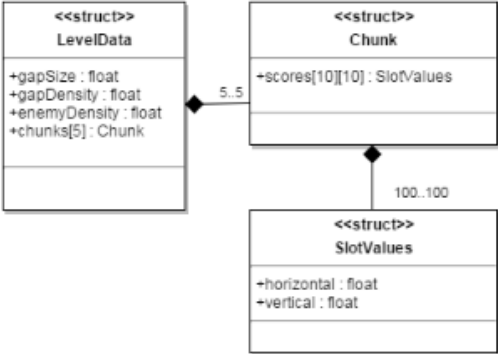 <<struct>>
LevelData
+gapSize : float
+gapDensity : float
+enemyDensity : float
+chunks[5] : Chunk
5..5
<<struct>>
Chunk
+scores[10][10] : SlotValues
100..100
<<struct>>
SlotValues
+horizontal : float
+vertical : float